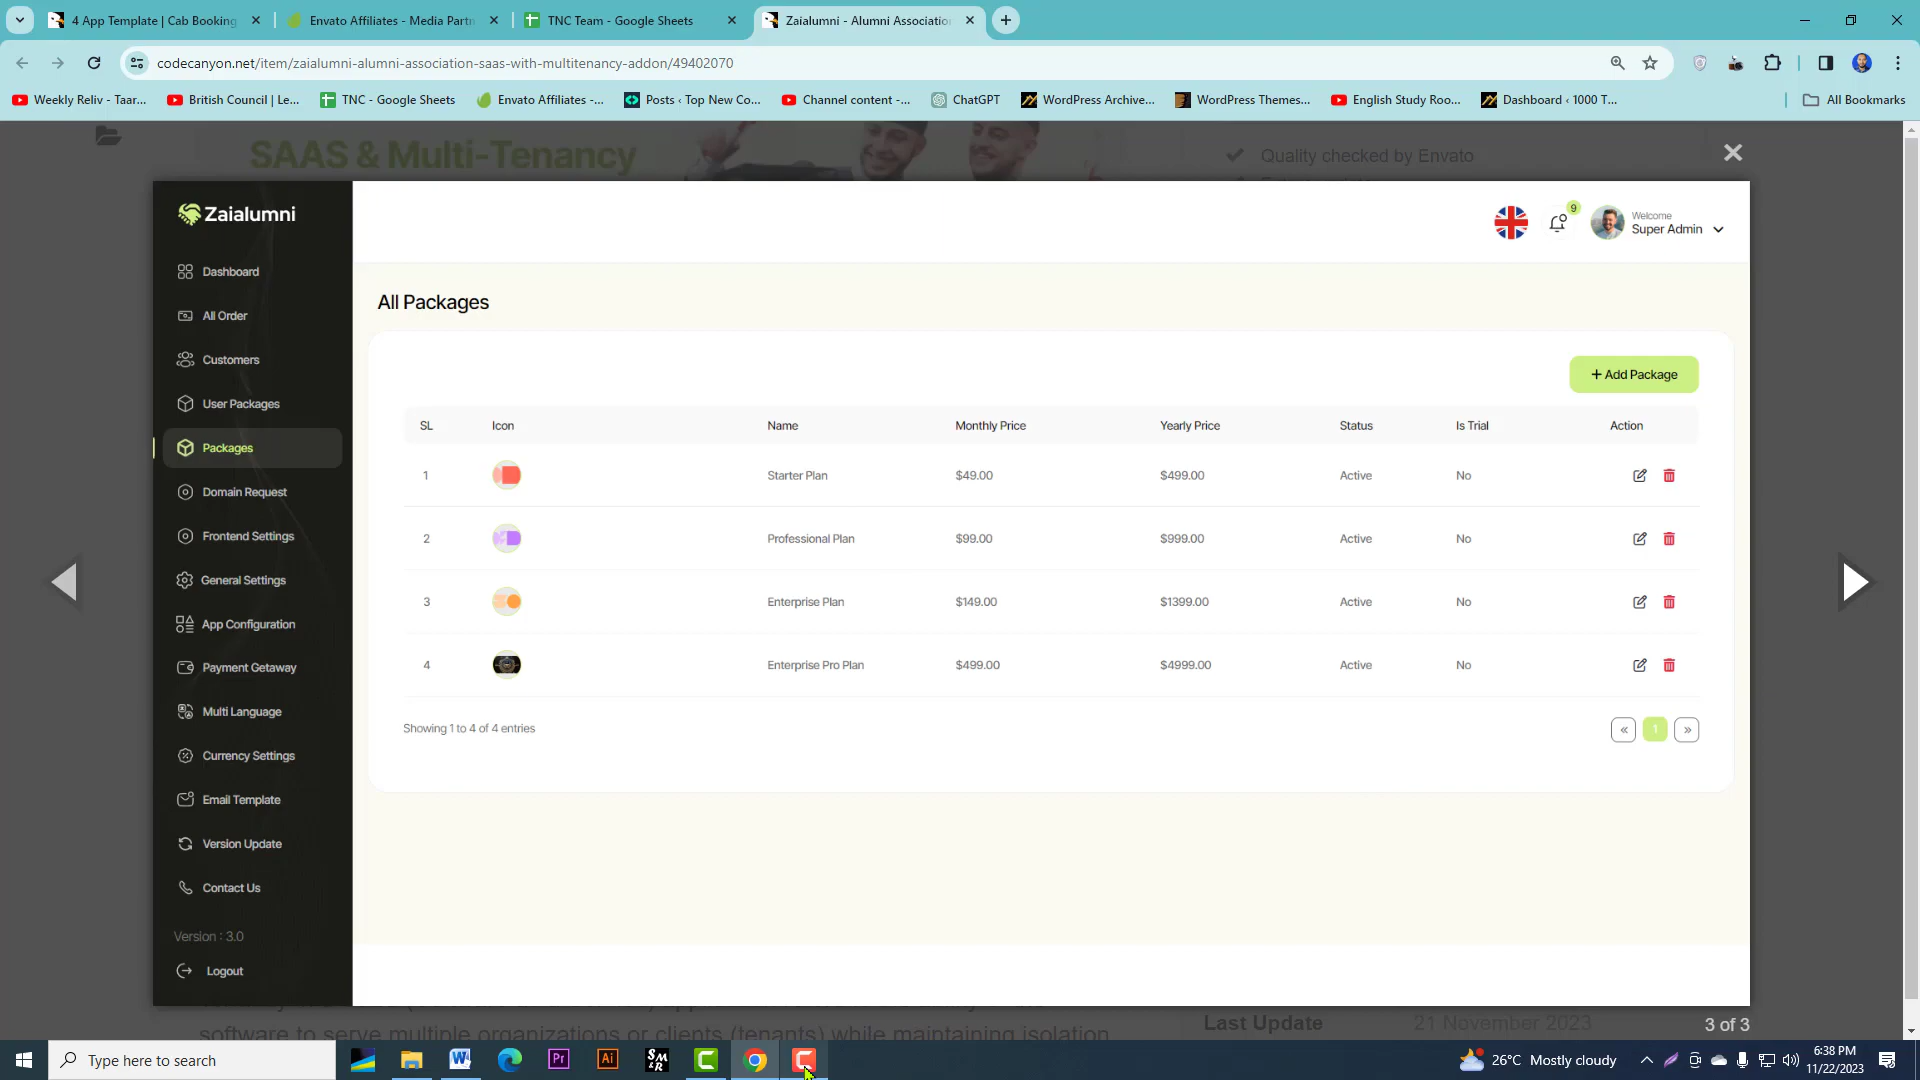 4 App Template | Cab Booking
Envato Affiliates - Media Partn
TNC Team - Google Sheets
Zaialumni - Alumni Association
codecanyon.net/item/zaialumni-alumni-association-saas-with-multitenancy-addon/49402070
Weekly Reliv - Taar...
British Council | Le...
TNC - Google Sheets
Envato Affiliates -...
Posts ‹ Top New Co...
Channel content -...
ChatGPT
WordPress Archive...
WordPress Themes...
English Study Roo...
Dashboard ‹ 1000 T...
All Bookmarks
SAAS & Multi-Tenancy
Quality checked by Envato
Zaialumni
9
Welcome
Super Admin
Dashboard
All Order
Customers
User Packages
Packages
Domain Request
Frontend Settings
General Settings
App Configuration
Payment Getaway
Multi Language
Currency Settings
Email Template
Version Update
Contact Us
Version : 3.0
Logout
All Packages
+ Add Package
SL Icon Name Monthly Price Yearly Price Status Is Trial Action
1 Starter Plan $49.00 $499.00 Active No
2 Professional Plan $99.00 $999.00 Active No
3 Enterprise Plan $149.00 $1399.00 Active No
4 Enterprise Pro Plan $499.00 $4999.00 Active No
Showing 1 to 4 of 4 entries
« 1 »
software to serve multiple organizations or clients (tenants) while maintaining isolation
Last Update 21 November 2023
3 of 3
Type here to search
W
Pr
Ai
SM
&R
26°C Mostly cloudy
6:38 PM
11/22/2023